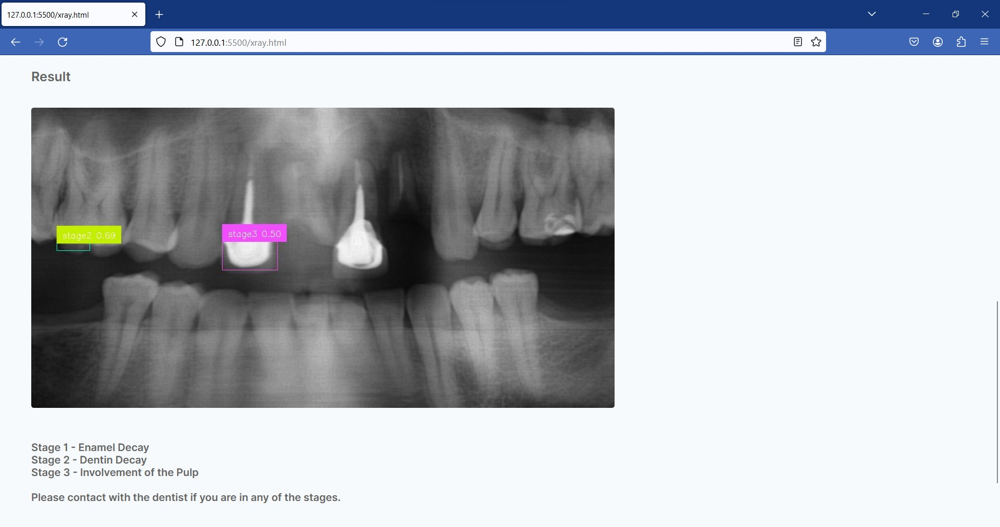 127.0.0.1:5500/xray.html
127.0.0.1:5500/xray.html
Result
stage2 0.69
stage3 0.50
Stage 1 - Enamel Decay
Stage 2 - Dentin Decay
Stage 3 - Involvement of the Pulp
Please contact with the dentist if you are in any of the stages.